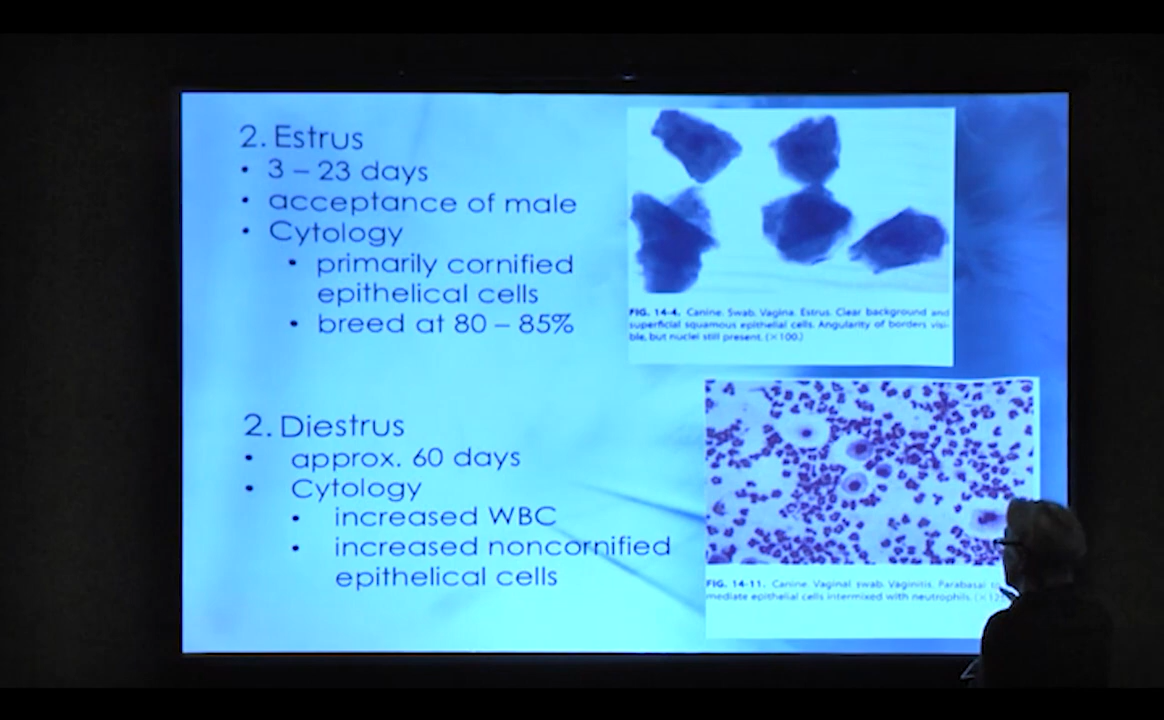 2. Estrus
• 3 – 23 days
• acceptance of male
• Cytology
• primarily cornified
epithelical cells
• breed at 80 – 85%
FIG. 14-4. Canine. Swab. Vagina. Estrus. Clear background and
superficial squamous epithelial cells. Angularity of borders visi-
ble, but nuclei still present. (×100.)
2. Diestrus
• approx. 60 days
• Cytology
• increased WBC
• increased noncornified
epithelical cells
FIG. 14-11. Canine. Vaginal swab. Vaginitis. Parabasal
mediate epithelial cells intermixed with neutrophils.